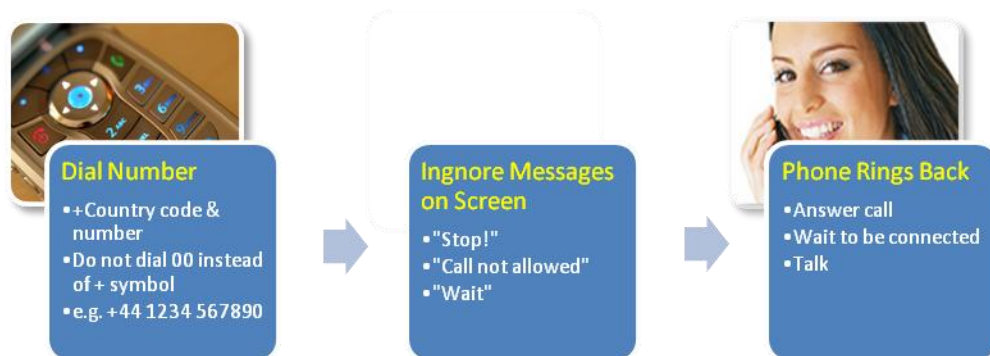 Dial Number
•+Country code &
number
•Do not dial 00 instead
of + symbol
•e.g. +44 1234 567890
Ingnore Messages
on Screen
•"Stop!"
•"Call not allowed"
•"Wait"
Phone Rings Back
•Answer call
•Wait to be connected
•Talk